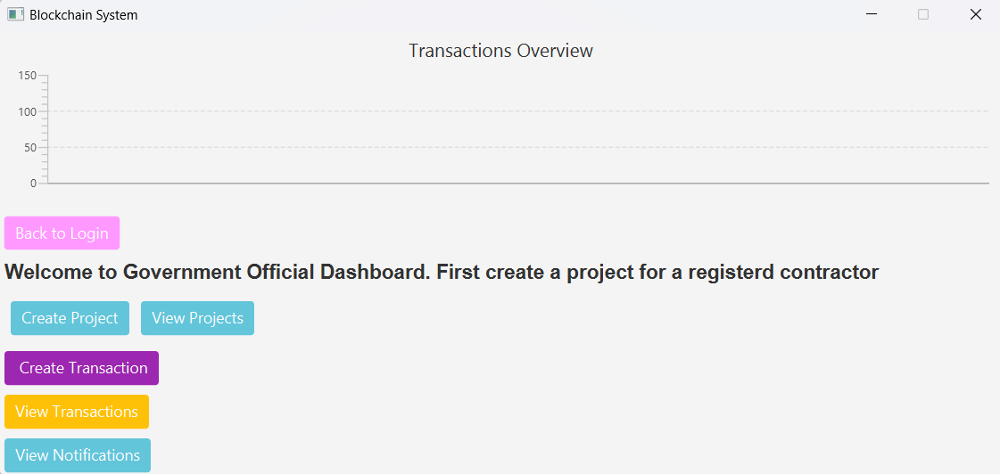 Blockchain System
Transactions Overview
150
100
50
0
Back to Login
Welcome to Government Official Dashboard. First create a project for a registerd contractor
Create Project View Projects
Create Transaction
View Transactions
View Notifications